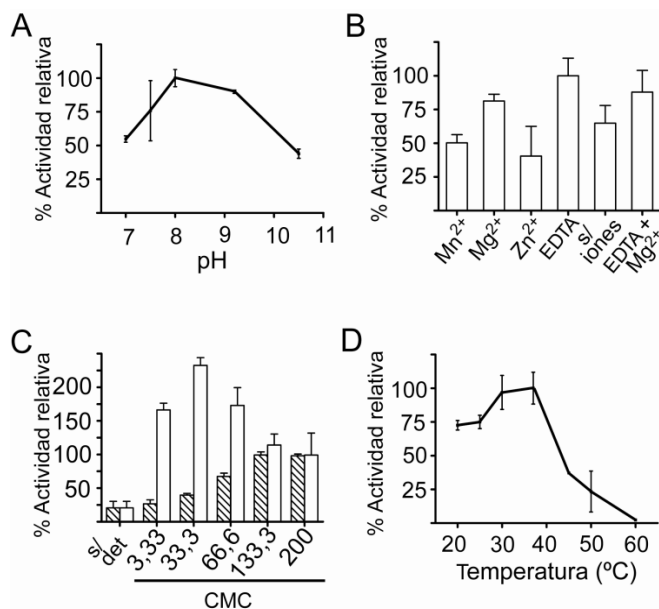 A
% Actividad relativa
100
75
50
25
7
8
9
10
11
pH
B
% Actividad relativa
100
75
50
25
Mn2+
Mg2+
Zn2+
EDTA
s/
iones
EDTA +
Mg2+
C
% Actividad relativa
200
150
100
50
s/
det
3,33
33,3
66,6
133,3
200
CMC
D
% Actividad relativa
100
75
50
25
20
30
40
50
60
Temperatura (ºC)